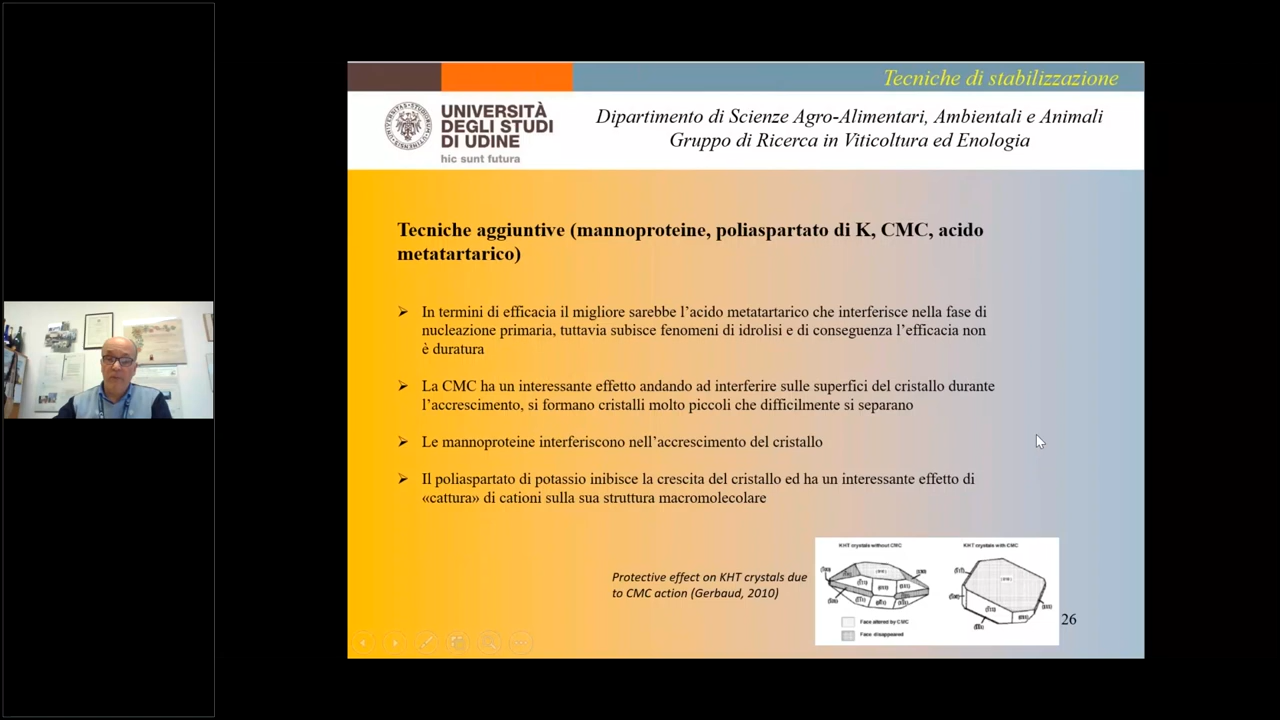 Tecniche di stabilizzazione
UNIVERSITÀ
DEGLI STUDI
DI UDINE
hic sunt futura
Dipartimento di Scienze Agro-Alimentari, Ambientali e Animali
Gruppo di Ricerca in Viticoltura ed Enologia
Tecniche aggiuntive (mannoproteine, poliaspartato di K, CMC, acido
metatartarico)
In termini di efficacia il migliore sarebbe l’acido metatartarico che interferisce nella fase di
nucleazione primaria, tuttavia subisce fenomeni di idrolisi e di conseguenza l’efficacia non
è duratura
La CMC ha un interessante effetto andando ad interferire sulle superfici del cristallo durante
l’accrescimento, si formano cristalli molto piccoli che difficilmente si separano
Le mannoproteine interferiscono nell’accrescimento del cristallo
Il poliaspartato di potassio inibisce la crescita del cristallo ed ha un interessante effetto di
«cattura» di cationi sulla sua struttura macromolecolare
Protective effect on KHT crystals due
to CMC action (Gerbaud, 2010)
KHT crystals without CMC
KHT crystals with CMC
Face altered by CMC
Face disappeared
26